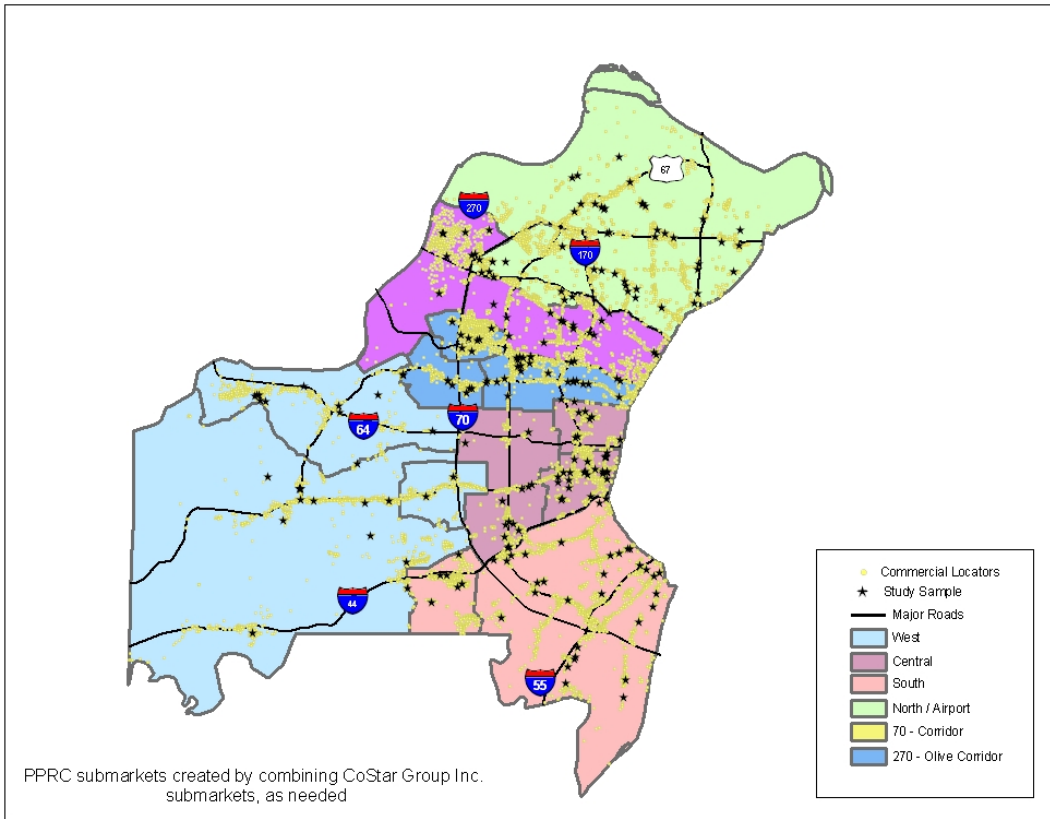 67
270
170
70
64
44
55
Commercial Locators
Study Sample
Major Roads
West
Central
South
North / Airport
70 - Corridor
270 - Olive Corridor
PPRC submarkets created by combining CoStar Group Inc.
submarkets, as needed